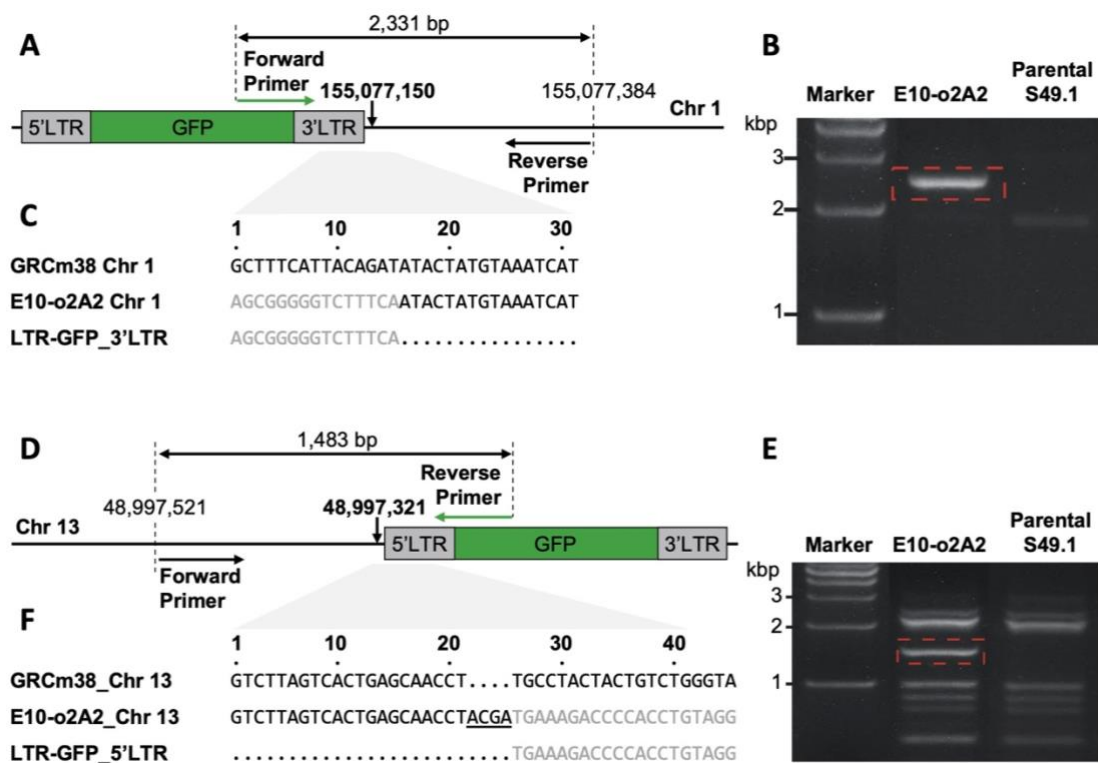 A
2,331 bp
Forward
Primer
155,077,150
155,077,384
Chr 1
5'LTR
GFP
3'LTR
Reverse
Primer
B
Marker
E10-o2A2
Parental
S49.1
kbp
3
2
1
C
1 10 20 30
GRCm38 Chr 1 GCTTTCATTACAGATATACTATGTAAATCAT
E10-o2A2 Chr 1 AGCGGGGGTCTTTCAATACTATGTAAATCAT
LTR-GFP_3'LTR AGCGGGGGTCTTTCA................
D
1,483 bp
Reverse
Primer
48,997,521
48,997,321
Chr 13
5'LTR
GFP
3'LTR
Forward
Primer
E
Marker
E10-o2A2
Parental
S49.1
kbp
3
2
1
F
1 10 20 30 40
GRCm38_Chr 13 GTCTTAGTCACTGAGCAACCT....TGCCTACTACTGTCTGGGTA
E10-o2A2_Chr 13 GTCTTAGTCACTGAGCAACCTACGATGAAAGACCCCACCTGTAGG
LTR-GFP_5'LTR .........................TGAAAGACCCCACCTGTAGG